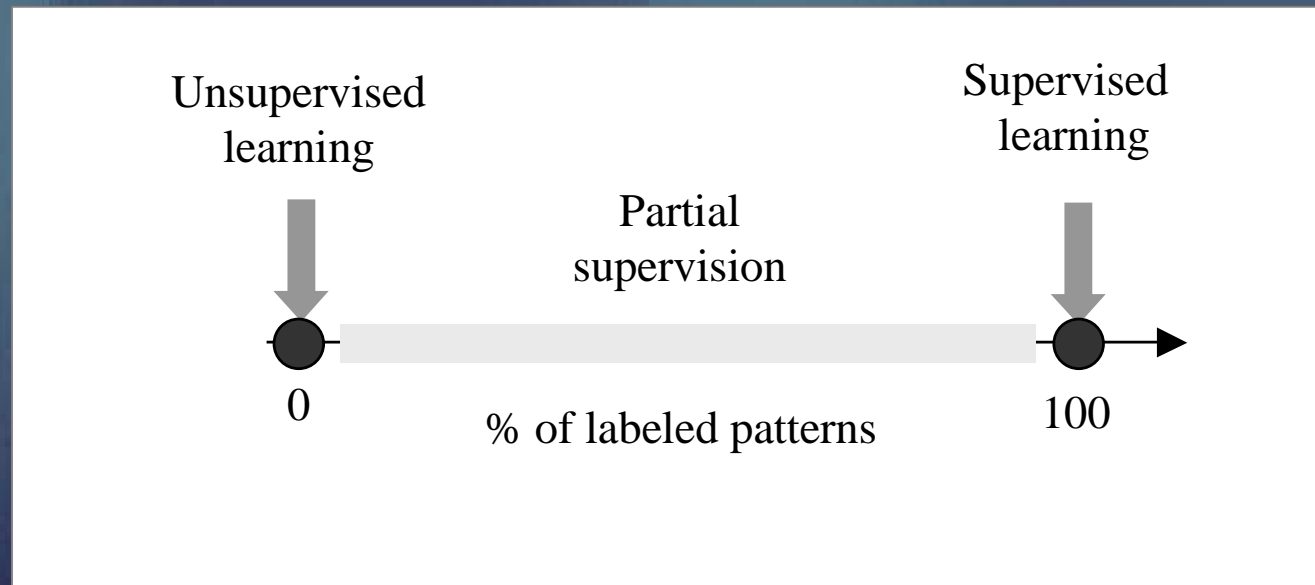 Unsupervised
learning
Supervised
learning
Partial
supervision
0
% of labeled patterns
100